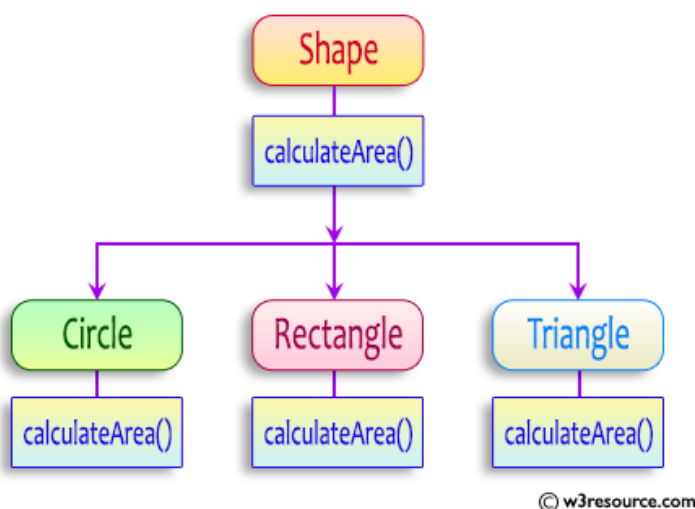 Shape
calculateArea()
Circle
Rectangle
Triangle
calculateArea()
calculateArea()
calculateArea()
© w3resource.com